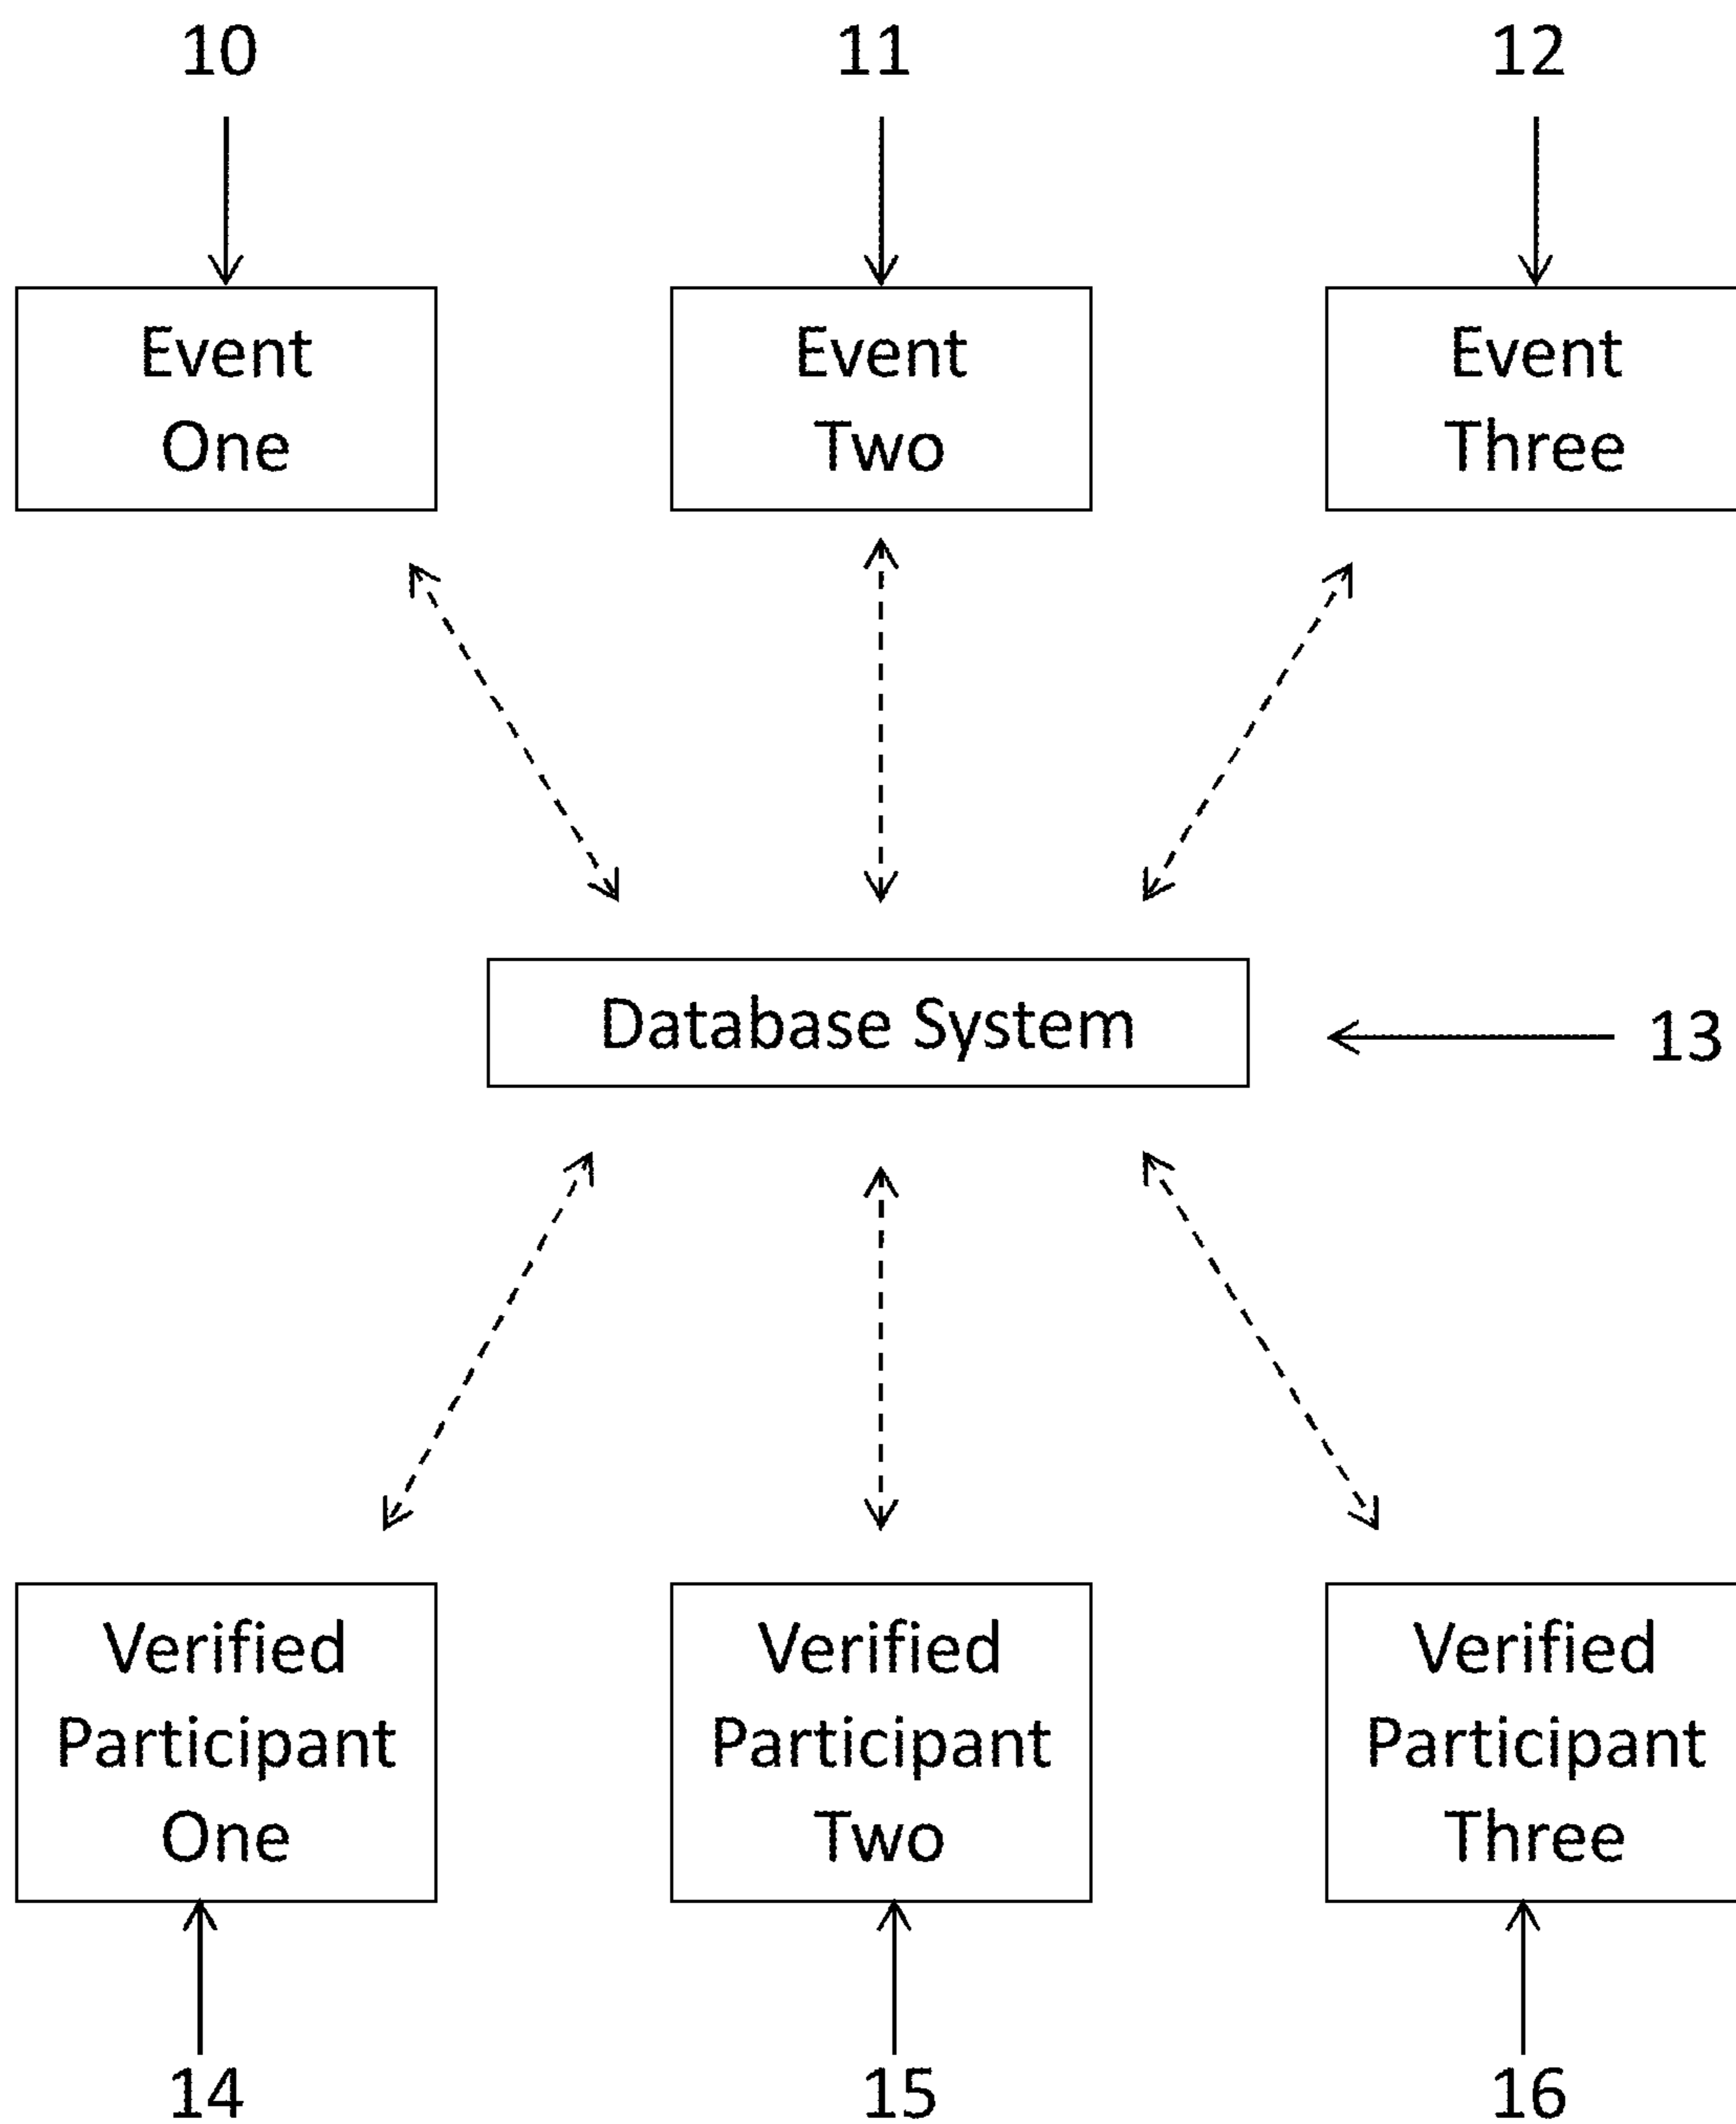 10
11
12
Event
One
Event
Two
Event
Three
Database System
13
Verified
Participant
One
Verified
Participant
Two
Verified
Participant
Three
14
15
16